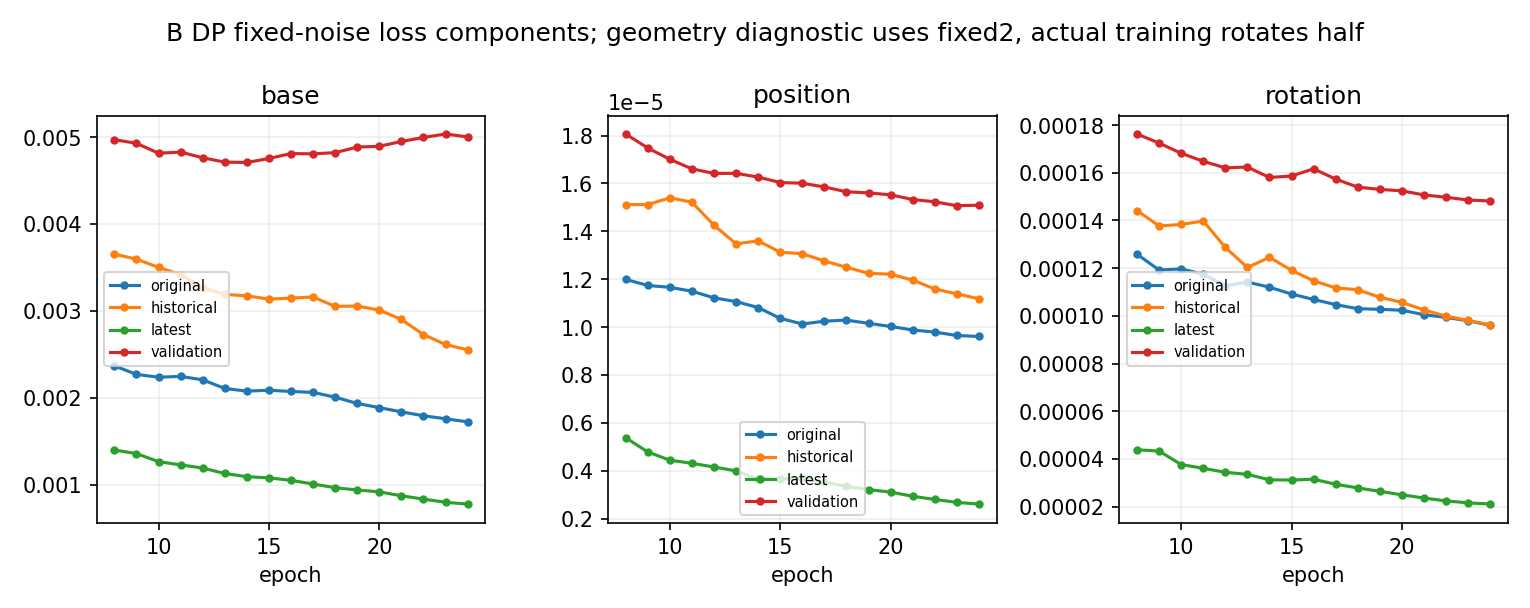 B DP fixed-noise loss components; geometry diagnostic uses fixed2, actual training rotates half
base
0.005
0.004
0.003
0.002
0.001
original
historical
latest
validation
10 15 20
epoch
position
1e−5
1.8
1.6
1.4
1.2
1.0
0.8
0.6
0.4
0.2
original
historical
latest
validation
10 15 20
epoch
rotation
0.00018
0.00016
0.00014
0.00012
0.00010
0.00008
0.00006
0.00004
0.00002
original
historical
latest
validation
10 15 20
epoch